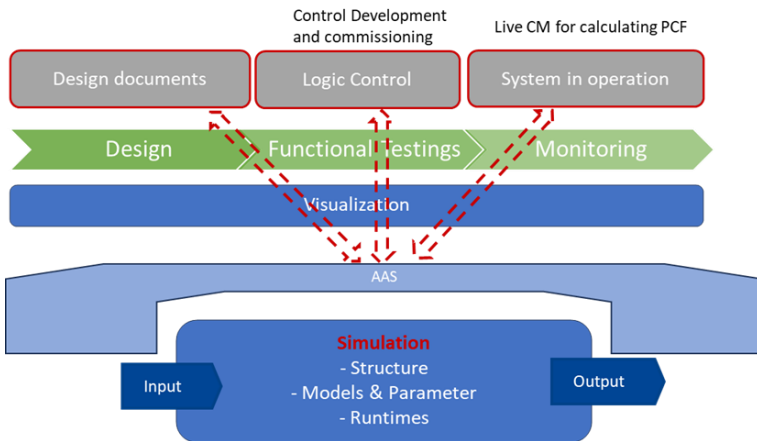 Control Development
and commissioning
Live CM for calculating PCF
Design documents
Logic Control
System in operation
Design
Functional Testings
Monitoring
Visualization
AAS
Simulation
- Structure
- Models & Parameter
- Runtimes
Input
Output